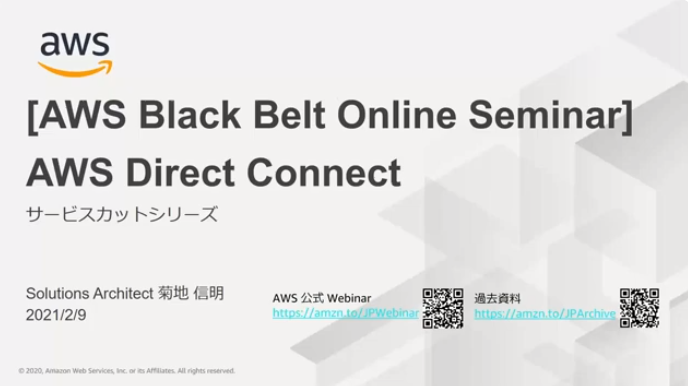 aws
[AWS Black Belt Online Seminar]
AWS Direct Connect
サービスカットシリーズ
Solutions Architect 菊地 信明
2021/2/9
AWS 公式 Webinar
https://amzn.to/JPWebinar
過去資料
https://amzn.to/JPArchive
© 2020, Amazon Web Services, Inc. or its Affiliates. All rights reserved.